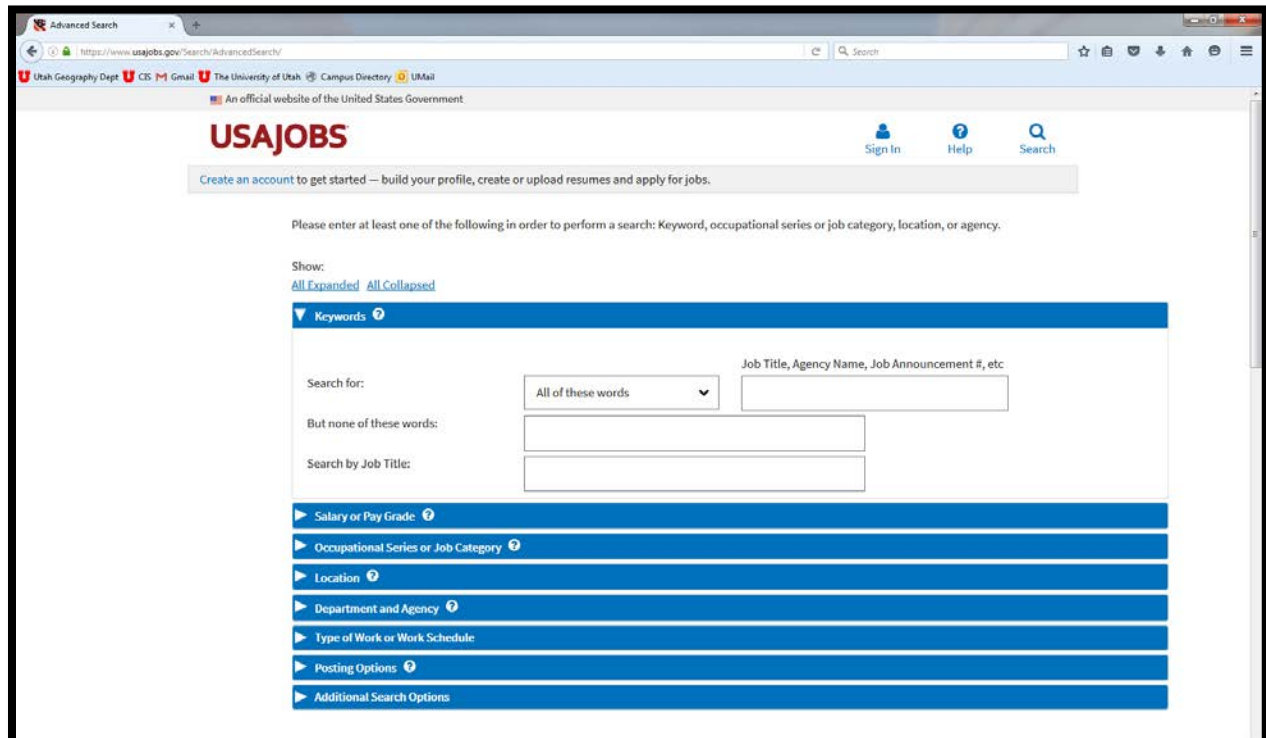 Advanced Search
https://www.usajobs.gov/Search/AdvancedSearch/
Search
Utah Geography Dept CIS Gmail The University of Utah Campus Directory UMail
An official website of the United States Government
USAJOBS
Sign In Help Search
Create an account to get started — build your profile, create or upload resumes and apply for jobs.
Please enter at least one of the following in order to perform a search: Keyword, occupational series or job category, location, or agency.
Show:
All Expanded All Collapsed
Keywords
Job Title, Agency Name, Job Announcement #, etc
Search for: All of these words
But none of these words:
Search by Job Title:
Salary or Pay Grade
Occupational Series or Job Category
Location
Department and Agency
Type of Work or Work Schedule
Posting Options
Additional Search Options